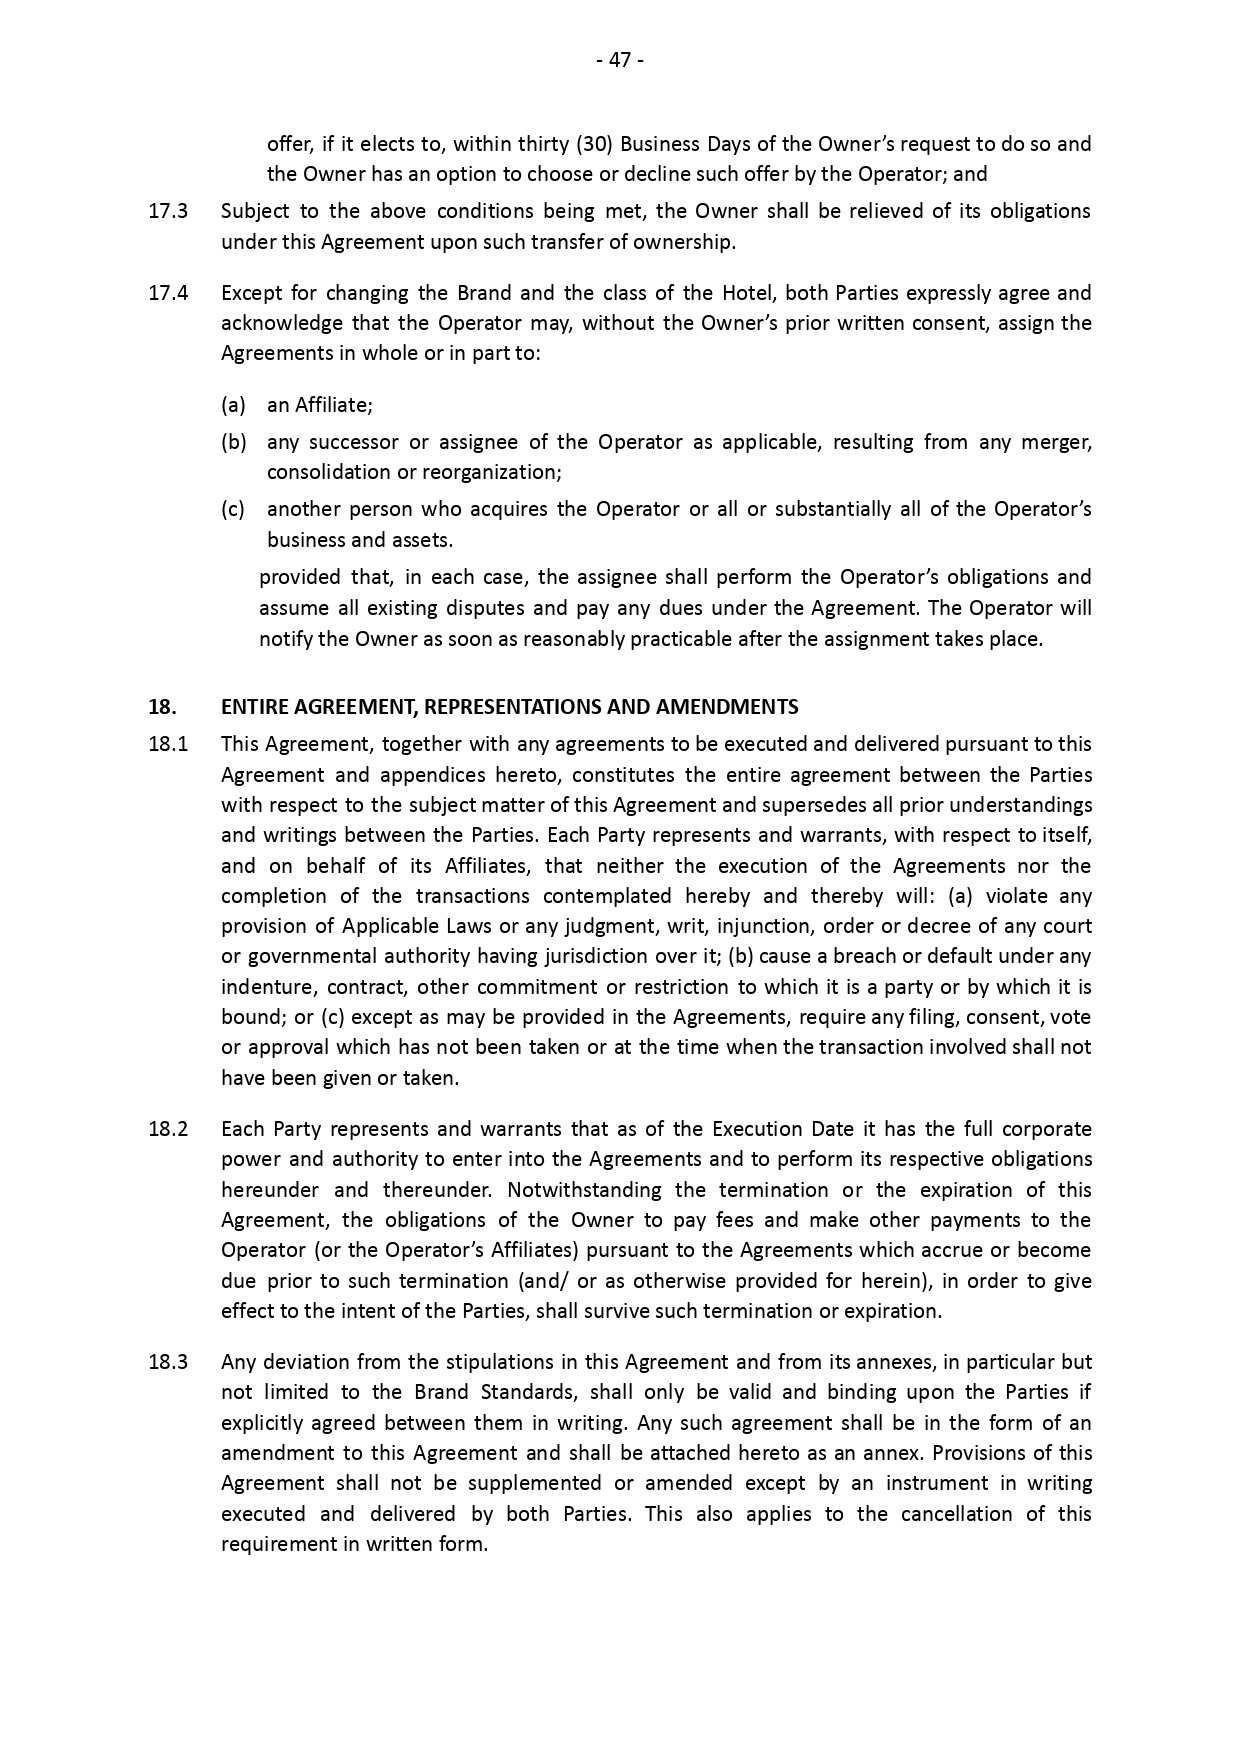 - 47 -
offer, if it elects to, within thirty (30) Business Days of the Owner’s request to do so and
the Owner has an option to choose or decline such offer by the Operator; and
17.3 Subject to the above conditions being met, the Owner shall be relieved of its obligations
under this Agreement upon such transfer of ownership.
17.4 Except for changing the Brand and the class of the Hotel, both Parties expressly agree and
acknowledge that the Operator may, without the Owner’s prior written consent, assign the
Agreements in whole or in part to:
(a) an Affiliate;
(b) any successor or assignee of the Operator as applicable, resulting from any merger,
consolidation or reorganization;
(c) another person who acquires the Operator or all or substantially all of the Operator’s
business and assets.
provided that, in each case, the assignee shall perform the Operator’s obligations and
assume all existing disputes and pay any dues under the Agreement. The Operator will
notify the Owner as soon as reasonably practicable after the assignment takes place.
18. ENTIRE AGREEMENT, REPRESENTATIONS AND AMENDMENTS
18.1 This Agreement, together with any agreements to be executed and delivered pursuant to this
Agreement and appendices hereto, constitutes the entire agreement between the Parties
with respect to the subject matter of this Agreement and supersedes all prior understandings
and writings between the Parties. Each Party represents and warrants, with respect to itself,
and on behalf of its Affiliates, that neither the execution of the Agreements nor the
completion of the transactions contemplated hereby and thereby will: (a) violate any
provision of Applicable Laws or any judgment, writ, injunction, order or decree of any court
or governmental authority having jurisdiction over it; (b) cause a breach or default under any
indenture, contract, other commitment or restriction to which it is a party or by which it is
bound; or (c) except as may be provided in the Agreements, require any filing, consent, vote
or approval which has not been taken or at the time when the transaction involved shall not
have been given or taken.
18.2 Each Party represents and warrants that as of the Execution Date it has the full corporate
power and authority to enter into the Agreements and to perform its respective obligations
hereunder and thereunder. Notwithstanding the termination or the expiration of this
Agreement, the obligations of the Owner to pay fees and make other payments to the
Operator (or the Operator’s Affiliates) pursuant to the Agreements which accrue or become
due prior to such termination (and/ or as otherwise provided for herein), in order to give
effect to the intent of the Parties, shall survive such termination or expiration.
18.3 Any deviation from the stipulations in this Agreement and from its annexes, in particular but
not limited to the Brand Standards, shall only be valid and binding upon the Parties if
explicitly agreed between them in writing. Any such agreement shall be in the form of an
amendment to this Agreement and shall be attached hereto as an annex. Provisions of this
Agreement shall not be supplemented or amended except by an instrument in writing
executed and delivered by both Parties. This also applies to the cancellation of this
requirement in written form.